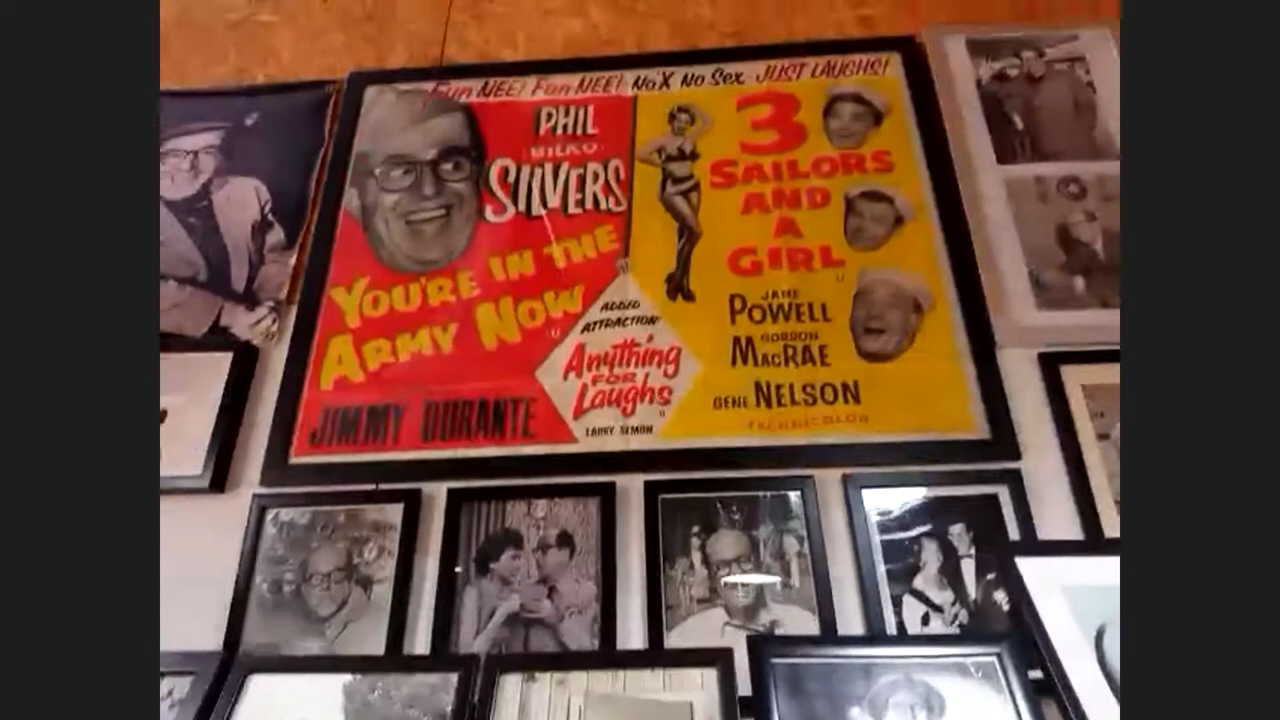 Fun-NEE! Fun-NEE! No X No Sex - JUST LAUGHS!
PHIL
"BILKO"
SILVERS
YOU'RE IN THE
ARMY NOW
JIMMY DURANTE
ADDED
ATTRACTION:
Anything
FOR
Laughs
LARRY SEMON
3
SAILORS
AND
A
GIRL
JANE
POWELL
GORDON
MACRAE
GENE NELSON
TECHNICOLOR